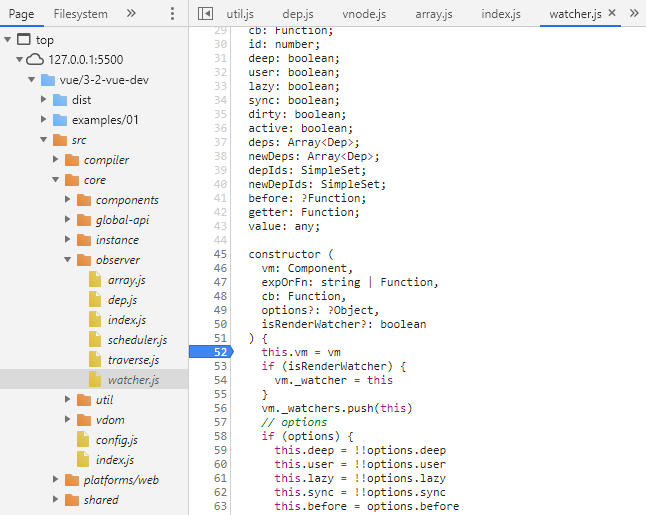 Page
Filesystem
»
top
127.0.0.1:5500
vue/3-2-vue-dev
dist
examples/01
src
compiler
core
components
global-api
instance
observer
array.js
dep.js
index.js
scheduler.js
traverse.js
watcher.js
util
vdom
config.js
index.js
platforms/web
shared
util.js dep.js vnode.js array.js index.js watcher.js × »
29 cb: Function;
30 id: number;
31 deep: boolean;
32 user: boolean;
33 lazy: boolean;
34 sync: boolean;
35 dirty: boolean;
36 active: boolean;
37 deps: Array<Dep>;
38 newDeps: Array<Dep>;
39 depIds: SimpleSet;
40 newDepIds: SimpleSet;
41 before: ?Function;
42 getter: Function;
43 value: any;
44
45 constructor (
46 vm: Component,
47 expOrFn: string | Function,
48 cb: Function,
49 options?: ?Object,
50 isRenderWatcher?: boolean
51 ) {
52 this.vm = vm
53 if (isRenderWatcher) {
54 vm._watcher = this
55 }
56 vm._watchers.push(this)
57 // options
58 if (options) {
59 this.deep = !!options.deep
60 this.user = !!options.user
61 this.lazy = !!options.lazy
62 this.sync = !!options.sync
63 this.before = options.before